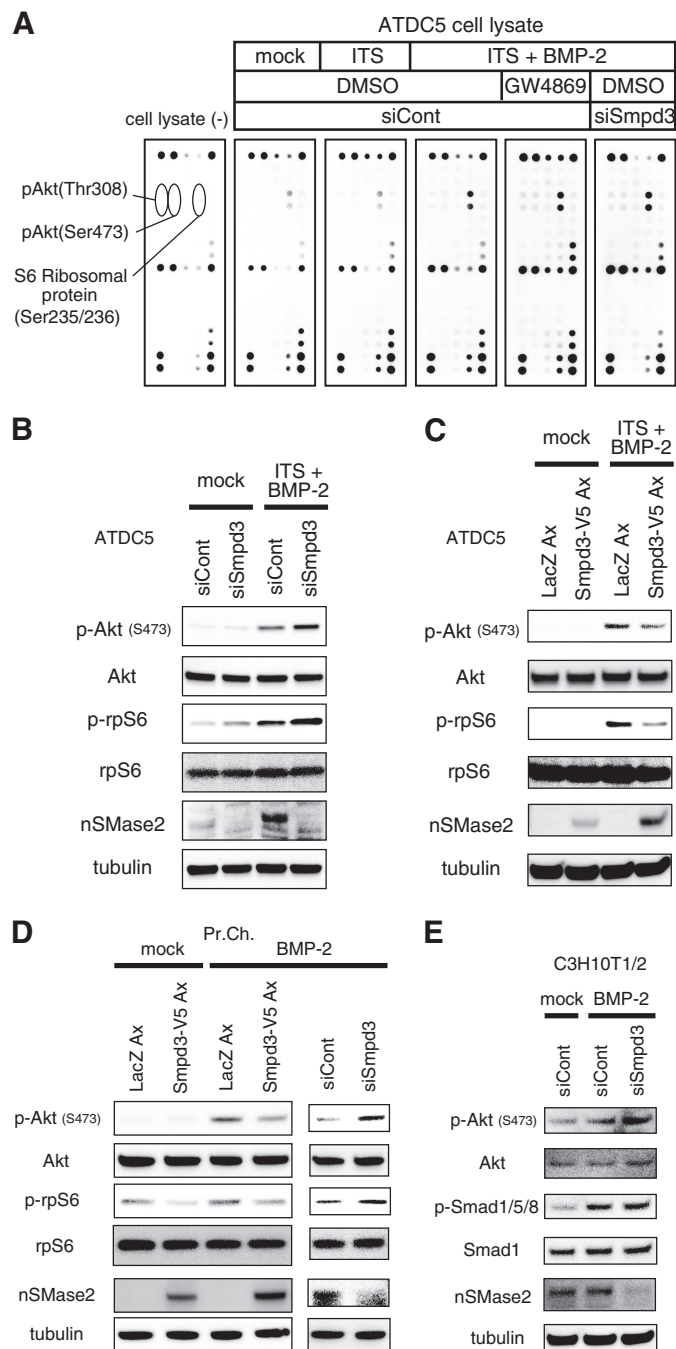 A
ATDC5 cell lysate
mock ITS ITS + BMP-2
DMSO GW4869 DMSO
cell lysate (-) siCont siSmpd3
pAkt(Thr308)
pAkt(Ser473)
S6 Ribosomal
protein
(Ser235/236)
B
mock ITS +
BMP-2
ATDC5 siCont siSmpd3 siCont siSmpd3
p-Akt (S473)
Akt
p-rpS6
rpS6
nSMase2
tubulin
C
mock ITS +
BMP-2
ATDC5 LacZ Ax Smpd3-V5 Ax LacZ Ax Smpd3-V5 Ax
p-Akt (S473)
Akt
p-rpS6
rpS6
nSMase2
tubulin
D
Pr.Ch.
mock BMP-2
LacZ Ax Smpd3-V5 Ax LacZ Ax Smpd3-V5 Ax siCont siSmpd3
p-Akt (S473)
Akt
p-rpS6
rpS6
nSMase2
tubulin
E
C3H10T1/2
mock BMP-2
siCont siCont siSmpd3
p-Akt (S473)
Akt
p-Smad1/5/8
Smad1
nSMase2
tubulin